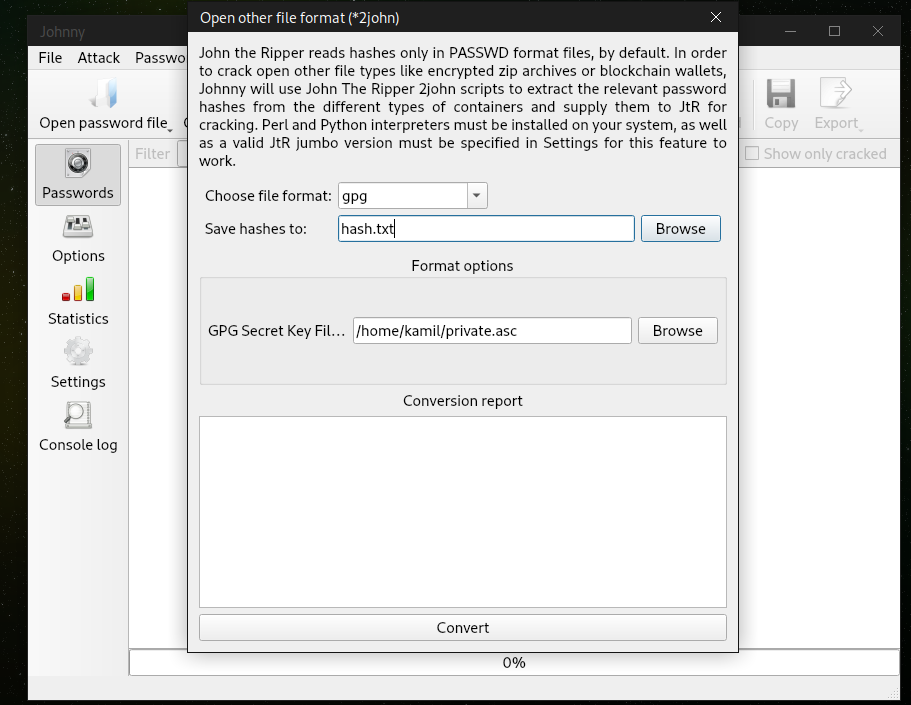 Open other file format (*2john)
Johnny
File Attack Passwo
John the Ripper reads hashes only in PASSWD format files, by default. In order
to crack open other file types like encrypted zip archives or blockchain wallets,
Johnny will use John The Ripper 2john scripts to extract the relevant password
hashes from the different types of containers and supply them to JtR for
cracking. Perl and Python interpreters must be installed on your system, as well
as a valid JtR jumbo version must be specified in Settings for this feature to
work.
Open password file
Copy
Export
Filter
Show only cracked
Passwords
Options
Statistics
Settings
Console log
Choose file format: gpg
Save hashes to: hash.txt Browse
Format options
GPG Secret Key Fil... /home/kamil/private.asc Browse
Conversion report
Convert
0%